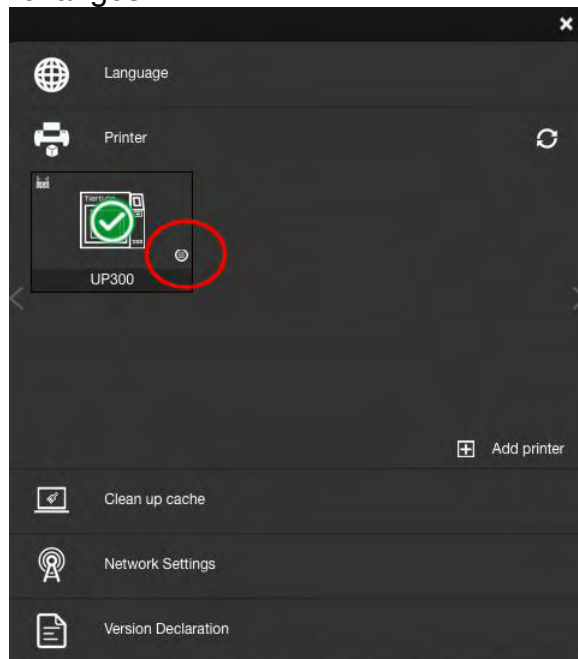 Language
Printer
UP300
Add printer
Clean up cache
Network Settings
Version Declaration